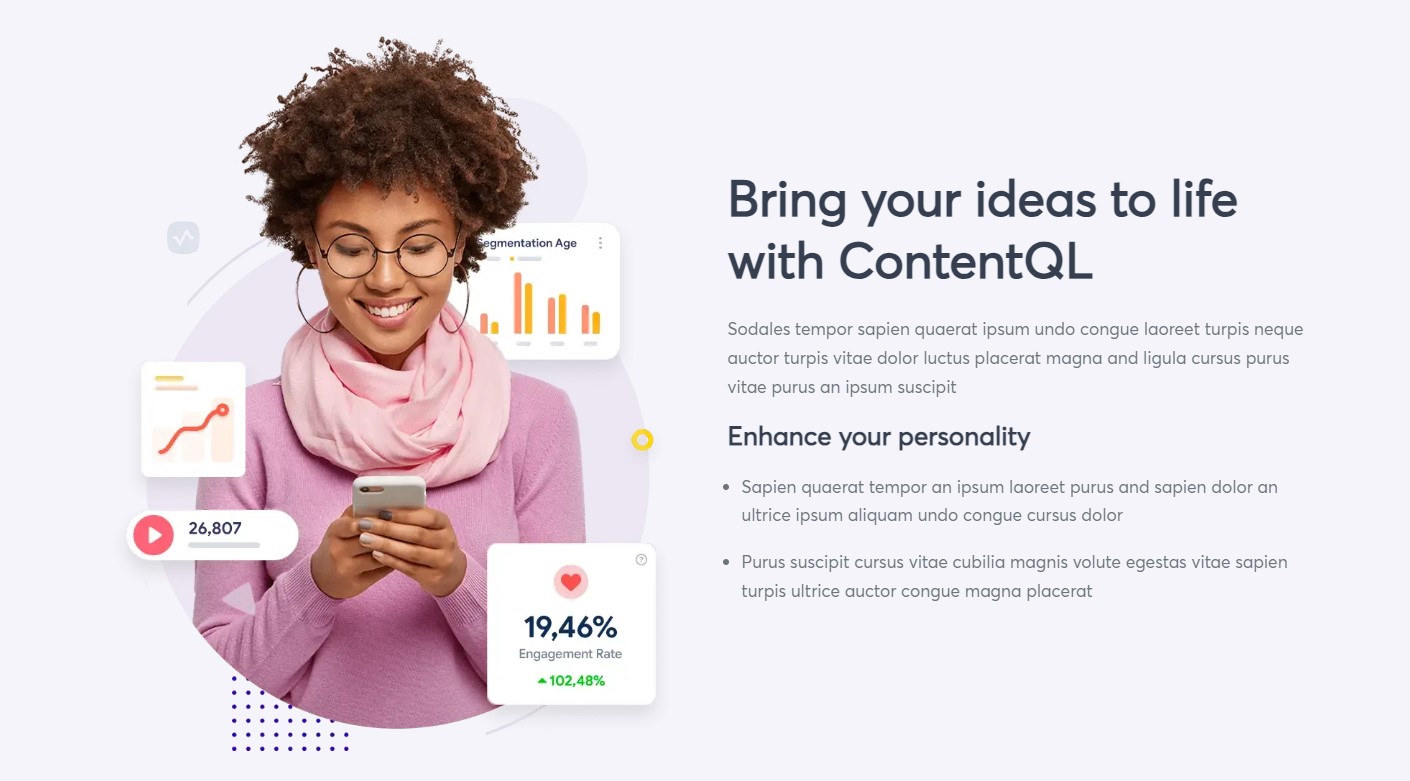 Segmentation Age
26,807
19,46%
Engagement Rate
102,48%
Bring your ideas to life
with ContentQL
Sodales tempor sapien quaerat ipsum undo congue laoreet turpis neque
auctor turpis vitae dolor luctus placerat magna and ligula cursus purus
vitae purus an ipsum suscipit
Enhance your personality
• Sapien quaerat tempor an ipsum laoreet purus and sapien dolor an
ultrice ipsum aliquam undo congue cursus dolor
• Purus suscipit cursus vitae cubilia magnis volute egestas vitae sapien
turpis ultrice auctor congue magna placerat